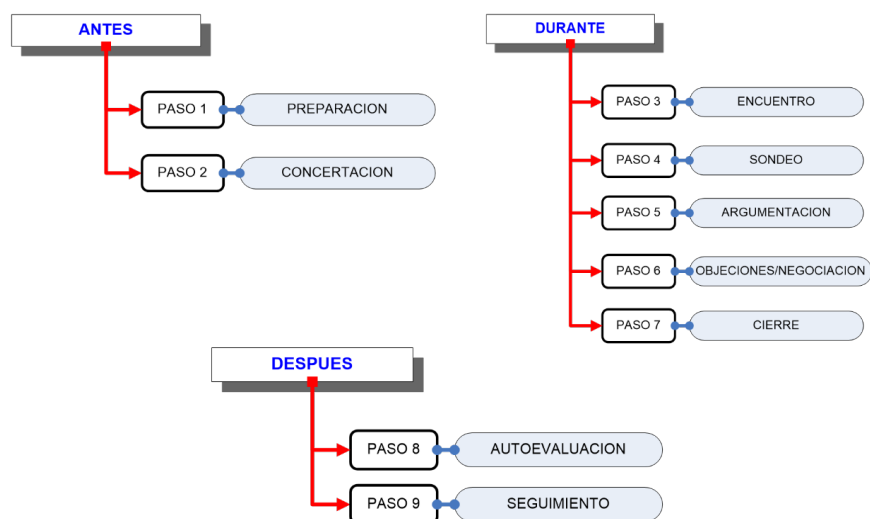 ANTES
PASO 1 PREPARACION
PASO 2 CONCERTACION
DURANTE
PASO 3 ENCUENTRO
PASO 4 SONDEO
PASO 5 ARGUMENTACION
PASO 6 OBJECIONES/NEGOCIACION
PASO 7 CIERRE
DESPUES
PASO 8 AUTOEVALUACION
PASO 9 SEGUIMIENTO